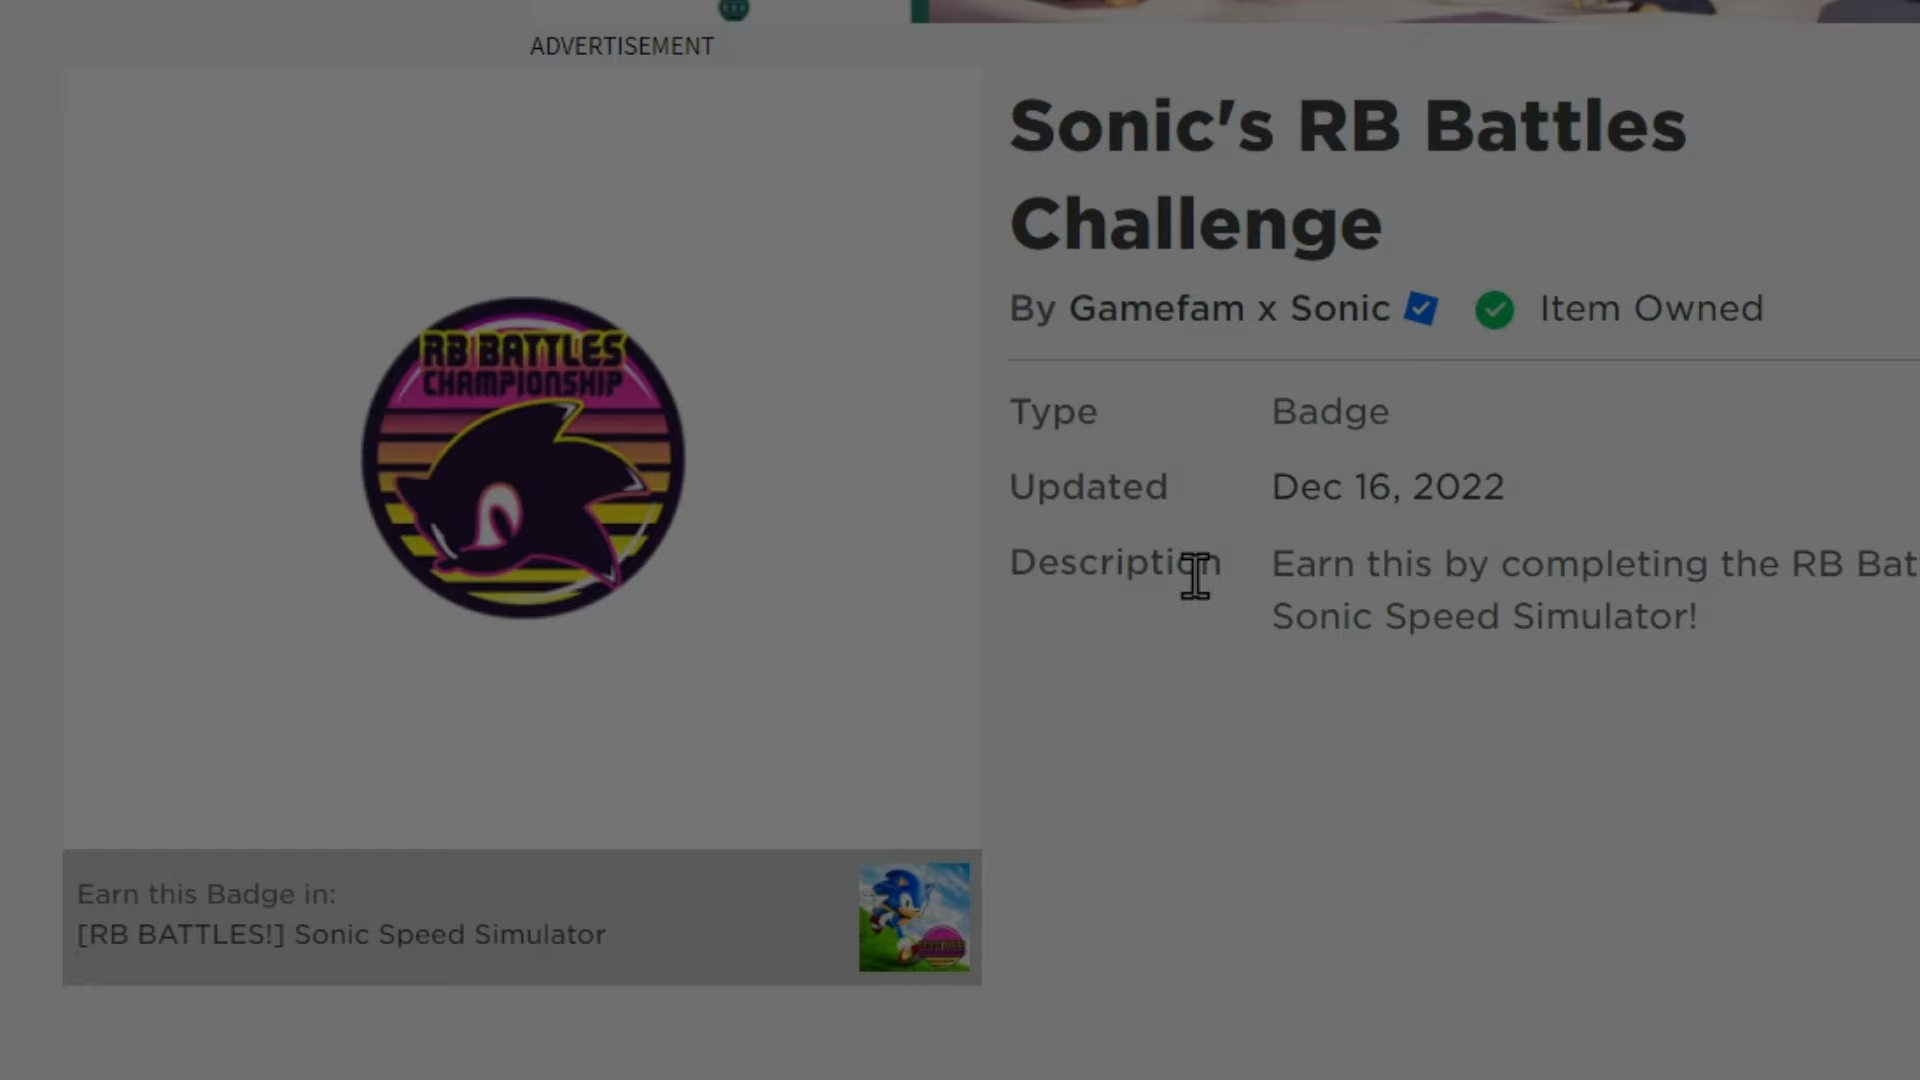 ADVERTISEMENT
Sonic's RB Battles
Challenge
By Gamefam x Sonic
Item Owned
Type
Badge
Updated
Dec 16, 2022
Description
Earn this by completing the RB Bat
Sonic Speed Simulator!
RB BATTLES
CHAMPIONSHIP
Earn this Badge in:
[RB BATTLES!] Sonic Speed Simulator